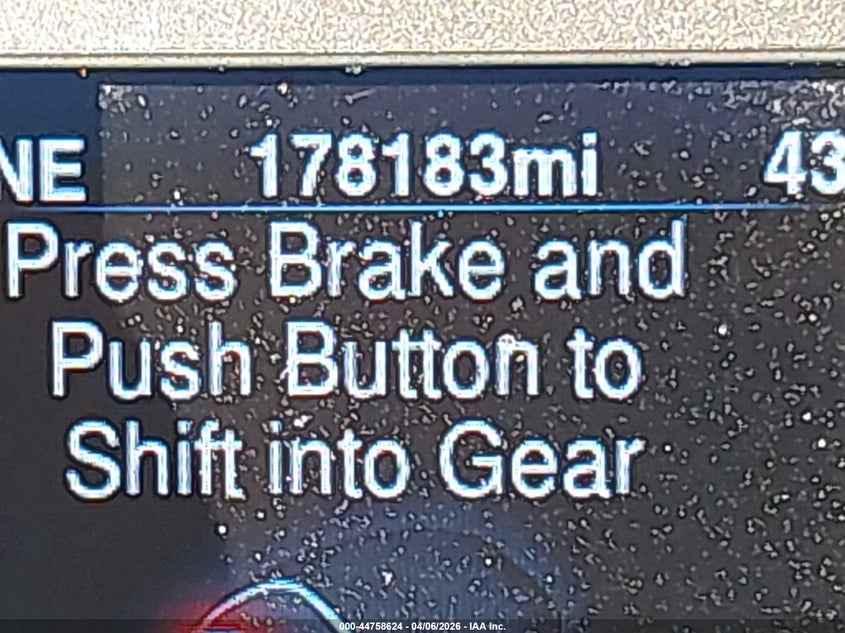 NE 178183mi 43
Press Brake and
Push Button to
Shift into Gear
000-44758624 - 04/06/2026 - IAA Inc.